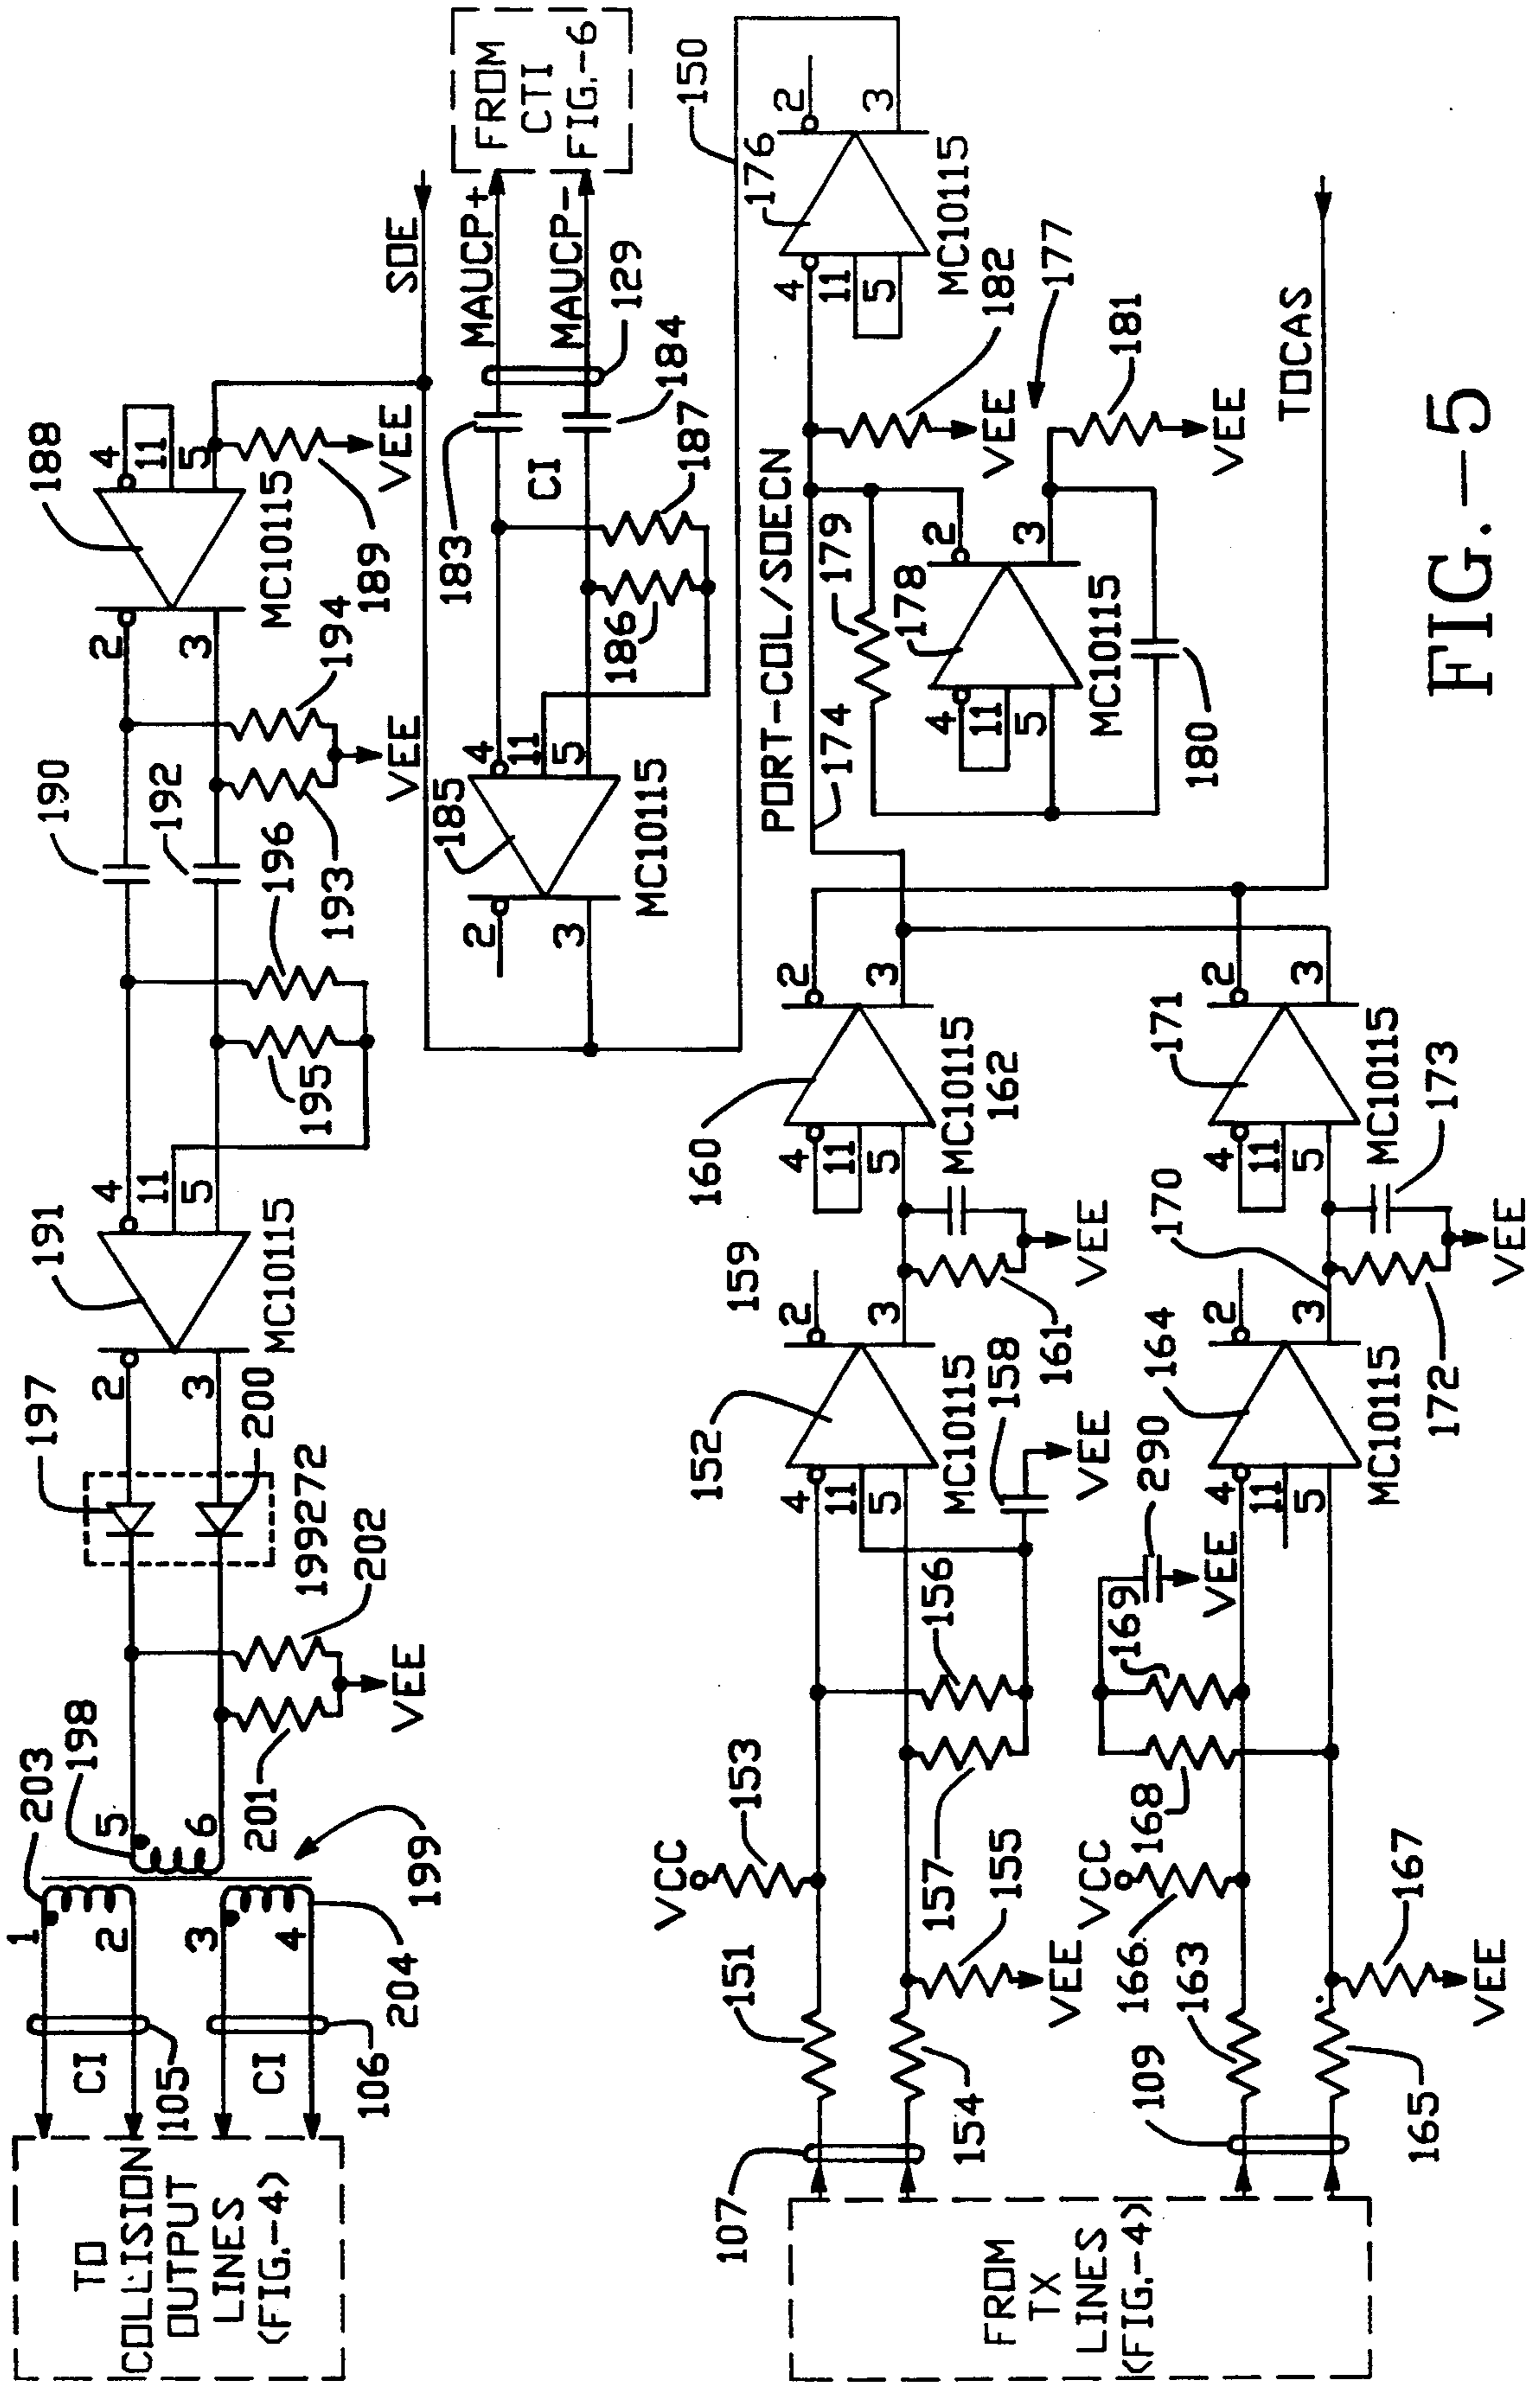 TO
COLLISION
OUTPUT
LINES
(FIG.-4)
CI
105
CI
106
1
2
3
4
203
198
5
6
204
199
201
202
VEE
197
200
199272
2
3
191
MC10115
4
11
5
195
196
190
192
193
194
VEE
2
3
188
MC10115
4
11
5
189
VEE
SOE
FROM
CTI
FIG.-6
MAUCP+
MAUCP-
129
183
184
CI
186
187
185
4
11
5
MC10115
2
3
150
FROM
TX
LINES
(FIG.-4)
107
151
154
VCC
153
155
VEE
157
156
152
4
11
5
MC10115
158
VEE
2
3
159
161
VEE
160
4
11
5
MC10115
162
2
3
109
163
165
VCC
166
167
VEE
168
169
290
VEE
164
4
11
5
MC10115
2
3
170
172
VEE
171
4
11
5
MC10115
173
2
3
PORT-COL/SOECN
174
179
178
4
11
5
MC10115
180
2
3
182
VEE
177
181
VEE
176
4
11
5
MC10115
2
3
TOCAS
FIG.-5